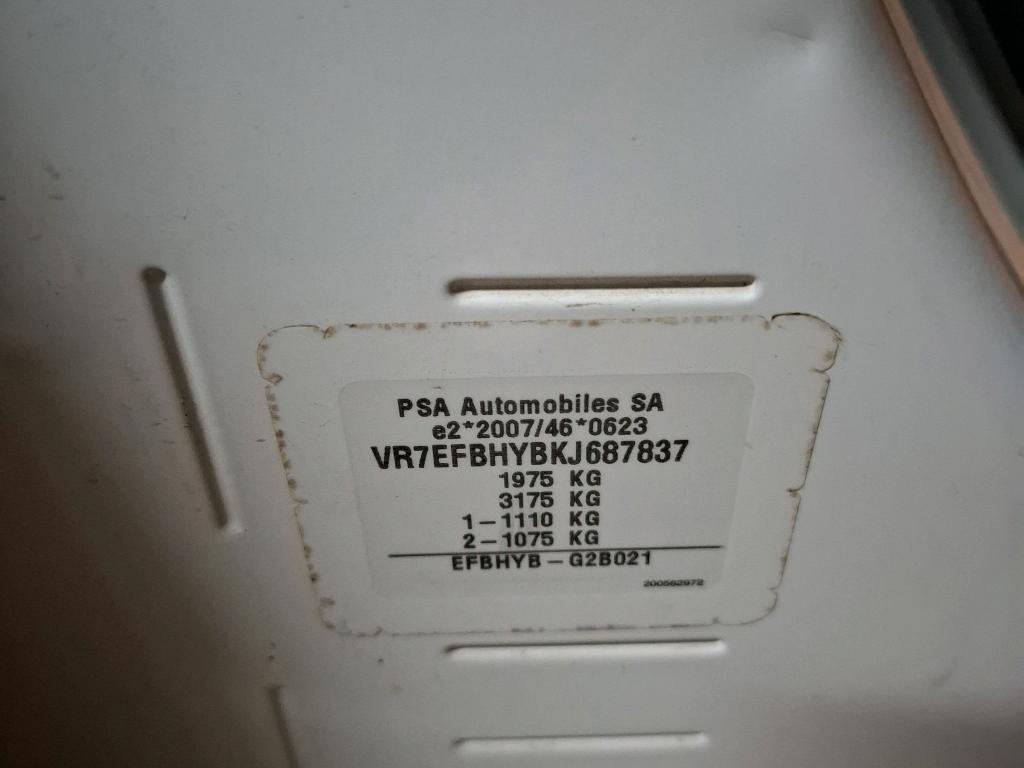 PSA Automobiles SA
e2*2007/46*0623
VR7EFBHYBKJ687837
1975 KG
3175 KG
1-1110 KG
2-1075 KG
EFBHYB-G2B021
200562972